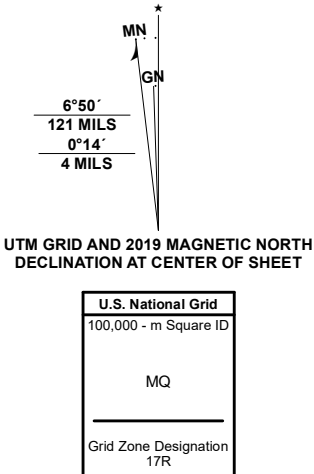 MN
GN
6°50´
121 MILS
0°14´
4 MILS
UTM GRID AND 2019 MAGNETIC NORTH
DECLINATION AT CENTER OF SHEET
U.S. National Grid
100,000 - m Square ID
MQ
Grid Zone Designation
17R